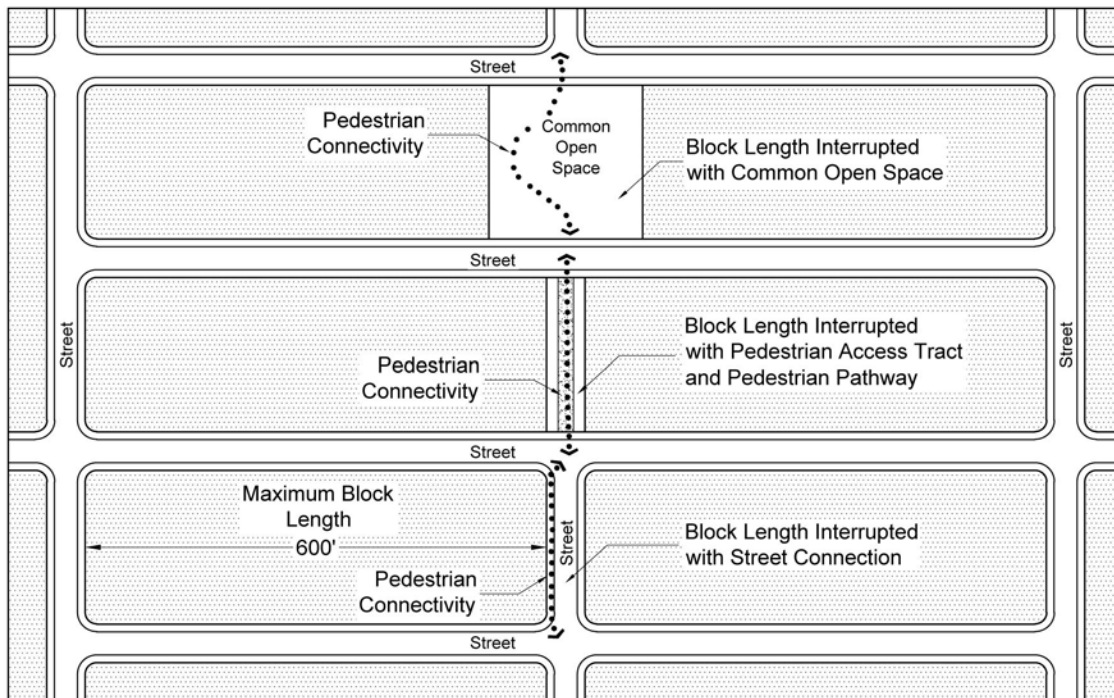 Street
Pedestrian
Connectivity
Common
Open
Space
Block Length Interrupted
with Common Open Space
Street
Street
Street
Block Length Interrupted
with Pedestrian Access Tract
and Pedestrian Pathway
Pedestrian
Connectivity
Street
Maximum Block
Length
600'
Street
Block Length Interrupted
with Street Connection
Pedestrian
Connectivity
Street